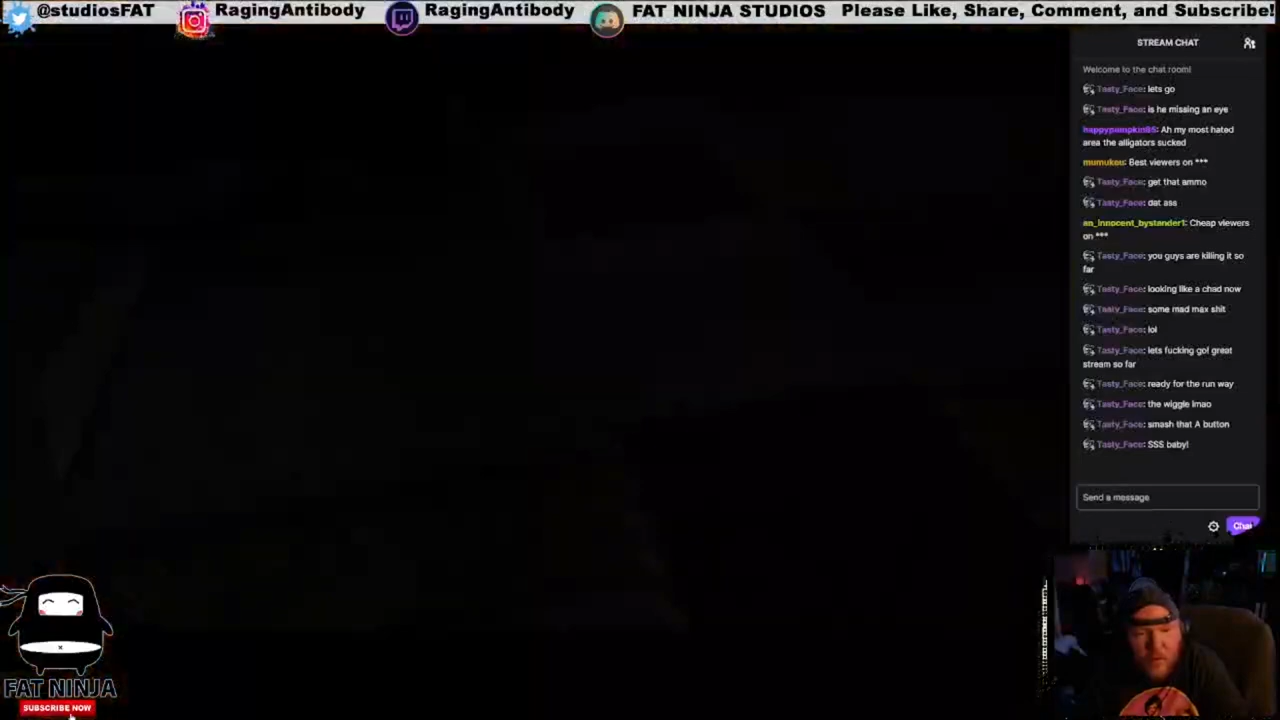 @studiosFAT RagingAntibody RagingAntibody FAT NINJA STUDIOS Please Like, Share, Comment, and Subscribe!
STREAM CHAT
Welcome to the chat room!
Tasty_Face: lets go
Tasty_Face: is he missing an eye
happypumpkin85: Ah my most hated
area the alligators sucked
mumukeu: Best viewers on ***
Tasty_Face: get that ammo
Tasty_Face: dat ass
an_innocent_bystander1: Cheap viewers
on ***
Tasty_Face: you guys are killing it so
far
Tasty_Face: looking like a chad now
Tasty_Face: some mad max shit
Tasty_Face: lol
Tasty_Face: lets fucking go! great
stream so far
Tasty_Face: ready for the run way
Tasty_Face: the wiggle lmao
Tasty_Face: smash that A button
Tasty_Face: SSS baby!
Send a message
Chat
FAT NINJA
SUBSCRIBE NOW